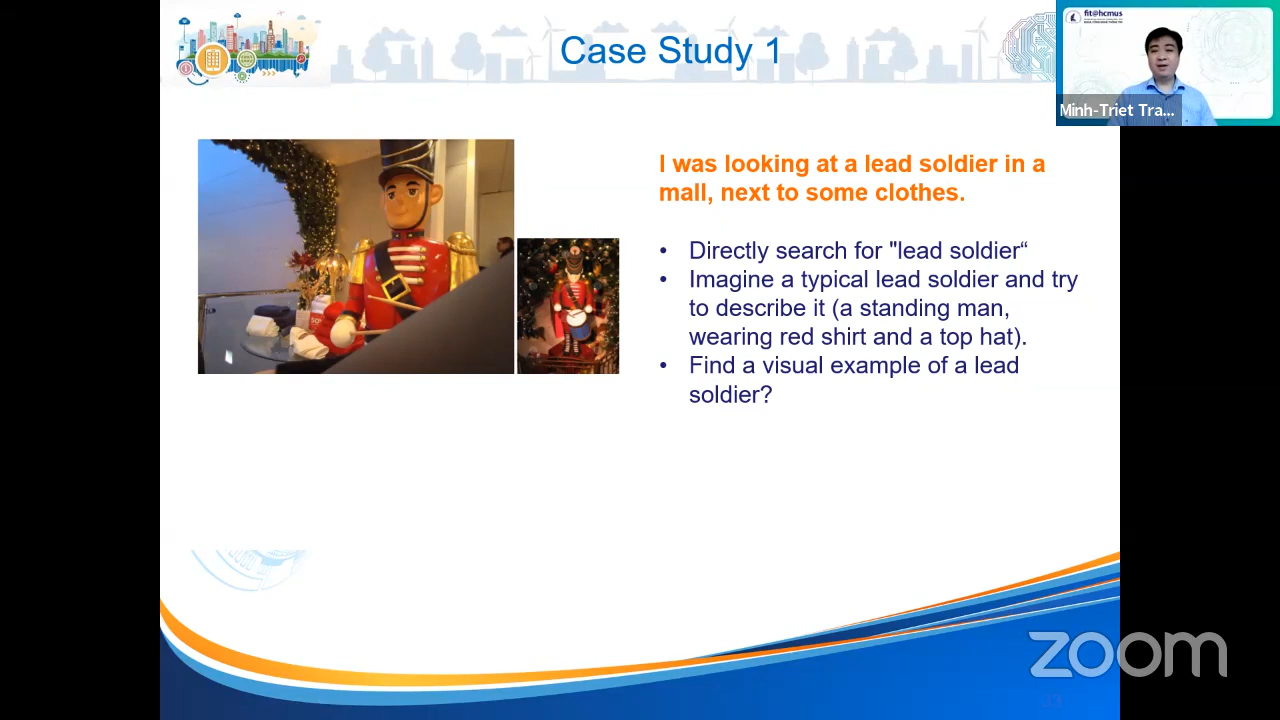 Case Study 1
fit@hcmus
Minh-Triet Tra...
I was looking at a lead soldier in a
mall, next to some clothes.
• Directly search for "lead soldier“
• Imagine a typical lead soldier and try
to describe it (a standing man,
wearing red shirt and a top hat).
• Find a visual example of a lead
soldier?
zoom
33